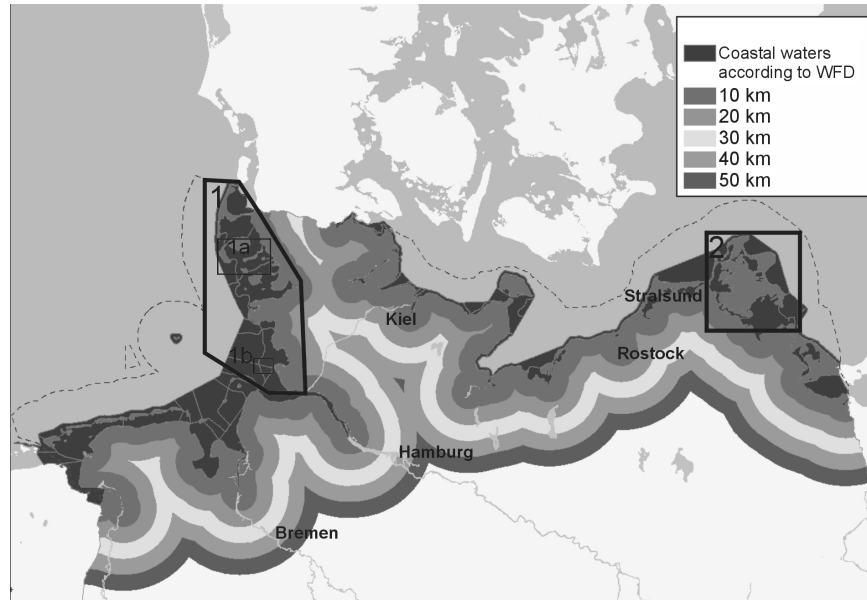 Coastal waters
according to WFD
10 km
20 km
30 km
40 km
50 km
1
1a
2
Stralsund
Kiel
1b
Rostock
Hamburg
Bremen